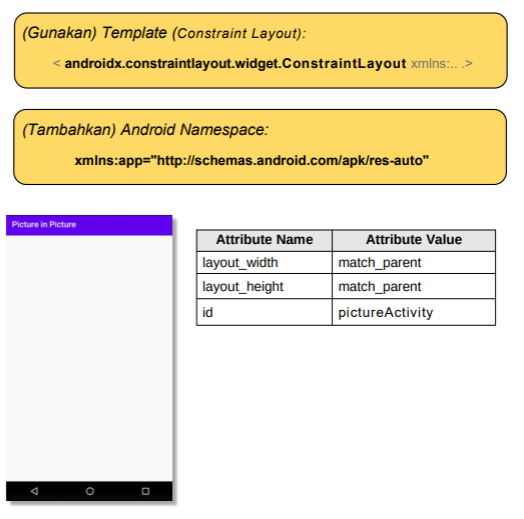 (Gunakan) Template (Constraint Layout):
< androidx.constraintlayout.widget.ConstraintLayout xmlns:.. .>
(Tambahkan) Android Namespace:
xmlns:app="http://schemas.android.com/apk/res-auto"
Picture in Picture
Attribute Name Attribute Value
layout_width match_parent
layout_height match_parent
id pictureActivity